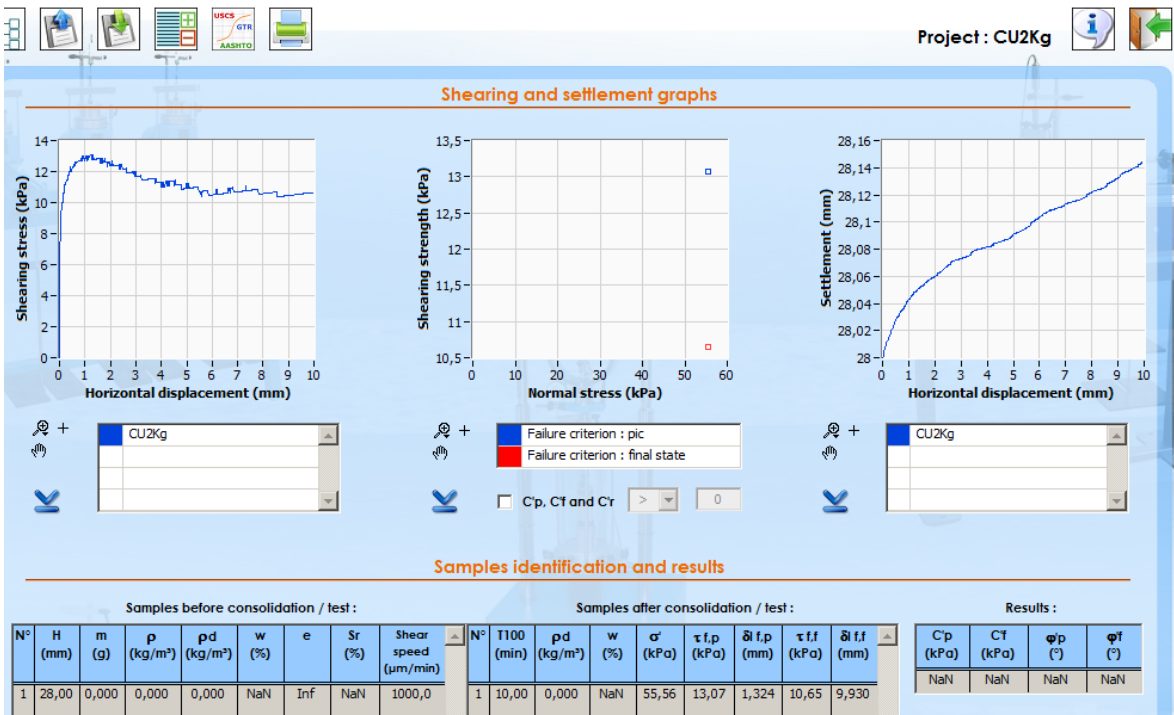 USCS
GTR
AASHTO
Project : CU2Kg
Shearing and settlement graphs
Shearing stress (kPa)
14
12
10
8
6
4
2
0
0 1 2 3 4 5 6 7 8 9 10
Horizontal displacement (mm)
Shearing strength (kPa)
13,5
13
12,5
12
11,5
11
10,5
0 10 20 30 40 50 60
Normal stress (kPa)
Settlement (mm)
28,16
28,14
28,12
28,1
28,08
28,06
28,04
28,02
28
0 1 2 3 4 5 6 7 8 9 10
Horizontal displacement (mm)
CU2Kg
Failure criterion : pic
Failure criterion : final state
C'p, C'f and C'r > 0
CU2Kg
Samples identification and results
Samples before consolidation / test :
N° H (mm) m (g) ρ (kg/m³) ρd (kg/m³) w (%) e Sr (%) Shear speed (µm/min)
1 28,00 0,000 0,000 0,000 NaN Inf NaN 1000,0
Samples after consolidation / test :
N° T100 (min) ρd (kg/m³) w (%) σ' (kPa) τ f,p (kPa) δl f,p (mm) τ f,f (kPa) δl f,f (mm)
1 10,00 0,000 NaN 55,56 13,07 1,324 10,65 9,930
Results :
C'p (kPa) C'f (kPa) φ'p (°) φ'f (°)
NaN NaN NaN NaN